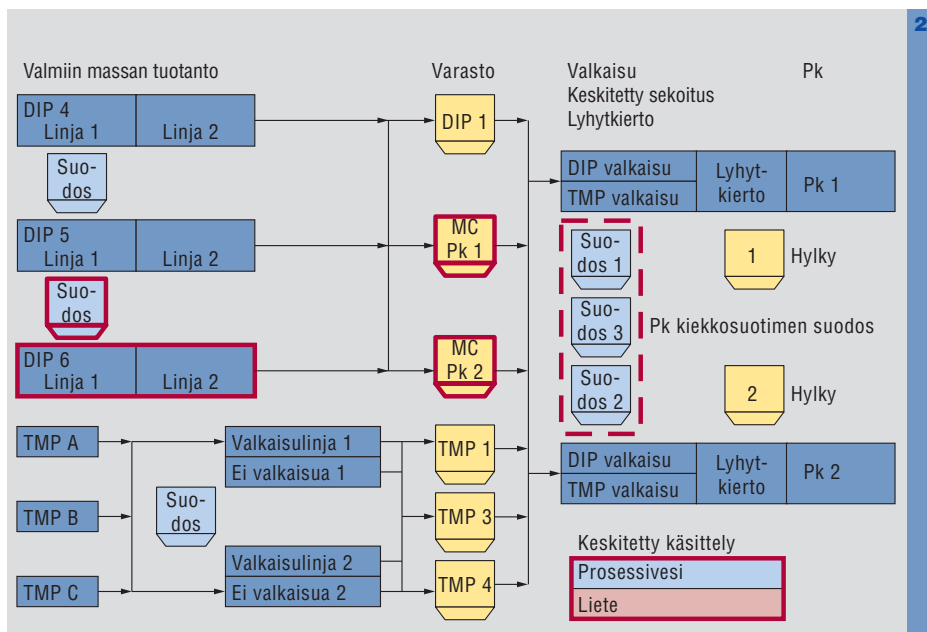 2
Valmiin massan tuotanto
Varasto
Valkaisu
Keskitetty sekoitus
Lyhytkierto
Pk
DIP 4
Linja 1
Linja 2
Suo-
dos
DIP 5
Linja 1
Linja 2
Suo-
dos
DIP 6
Linja 1
Linja 2
TMP A
TMP B
TMP C
Suo-
dos
Valkaisulinja 1
Ei valkaisua 1
Valkaisulinja 2
Ei valkaisua 2
DIP 1
MC
Pk 1
MC
Pk 2
TMP 1
TMP 3
TMP 4
DIP valkaisu
TMP valkaisu
Lyhyt-
kierto
Pk 1
Suo-
dos 1
Suo-
dos 3
Suo-
dos 2
1
Hylky
Pk kiekkosuotimen suodos
2
Hylky
DIP valkaisu
TMP valkaisu
Lyhyt-
kierto
Pk 2
Keskitetty käsittely
Prosessivesi
Liete